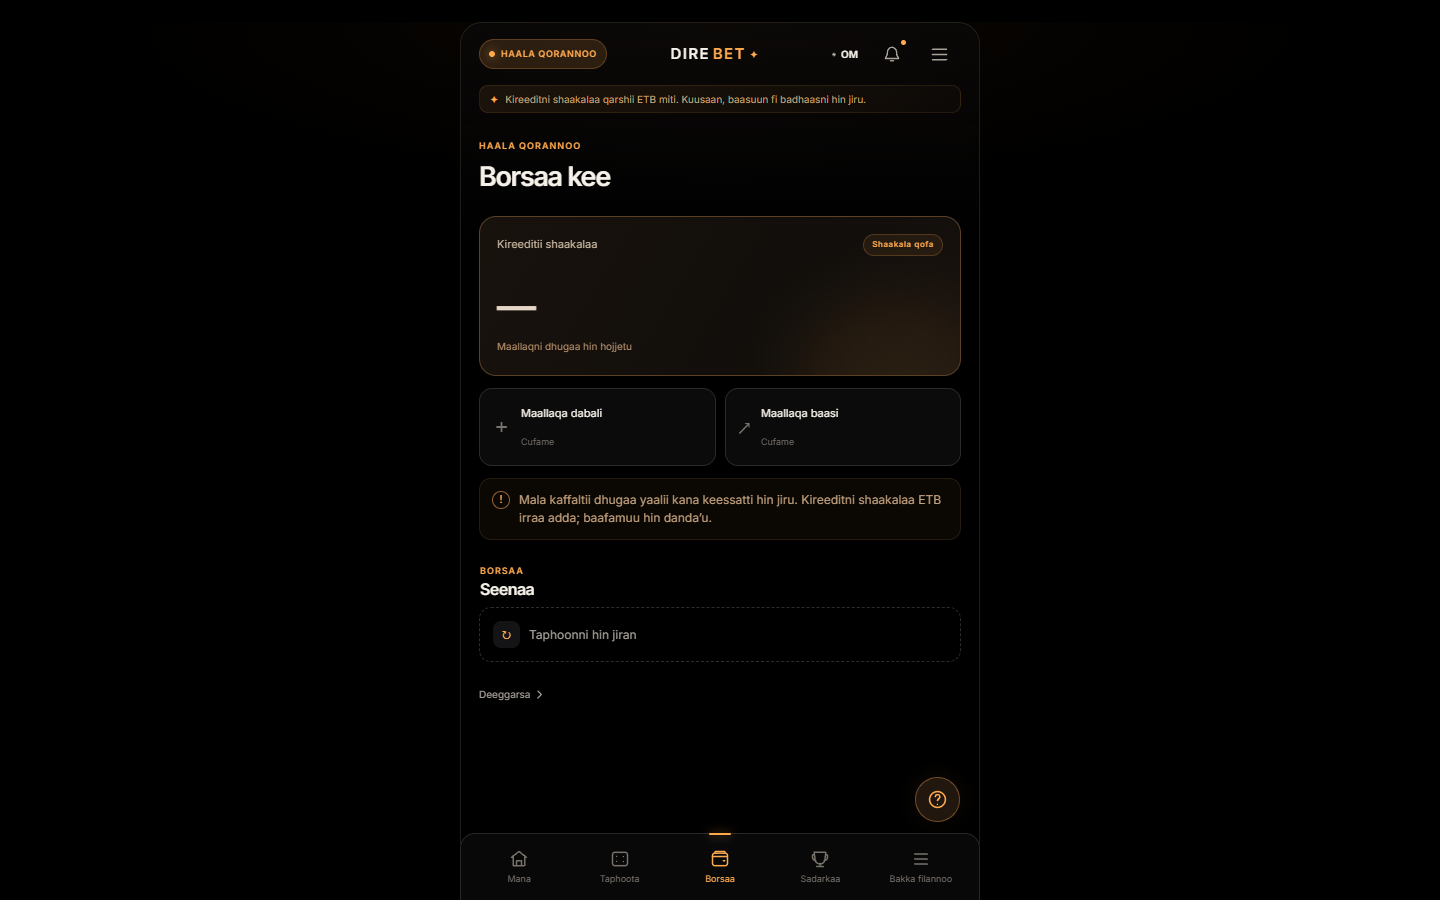 HAALA QORANNOO
DIRE BET
OM
Kireeditni shaakalaa qarshii ETB miti. Kuusaan, baasuun fi badhaasni hin jiru.
HAALA QORANNOO
Borsaa kee
Kireeditii shaakalaa
Shaakala qofa
—
Maallaqni dhugaa hin hojjetu
Maallaqa dabali
Cufame
Maallaqa baasi
Cufame
Mala kaffaltii dhugaa yaalii kana keessatti hin jiru. Kireeditni shaakalaa ETB
irraa adda; baafamuu hin danda’u.
BORSAA
Seenaa
Taphoonni hin jiran
Deeggarsa
Mana
Taphoota
Borsaa
Sadarkaa
Bakka filannoo